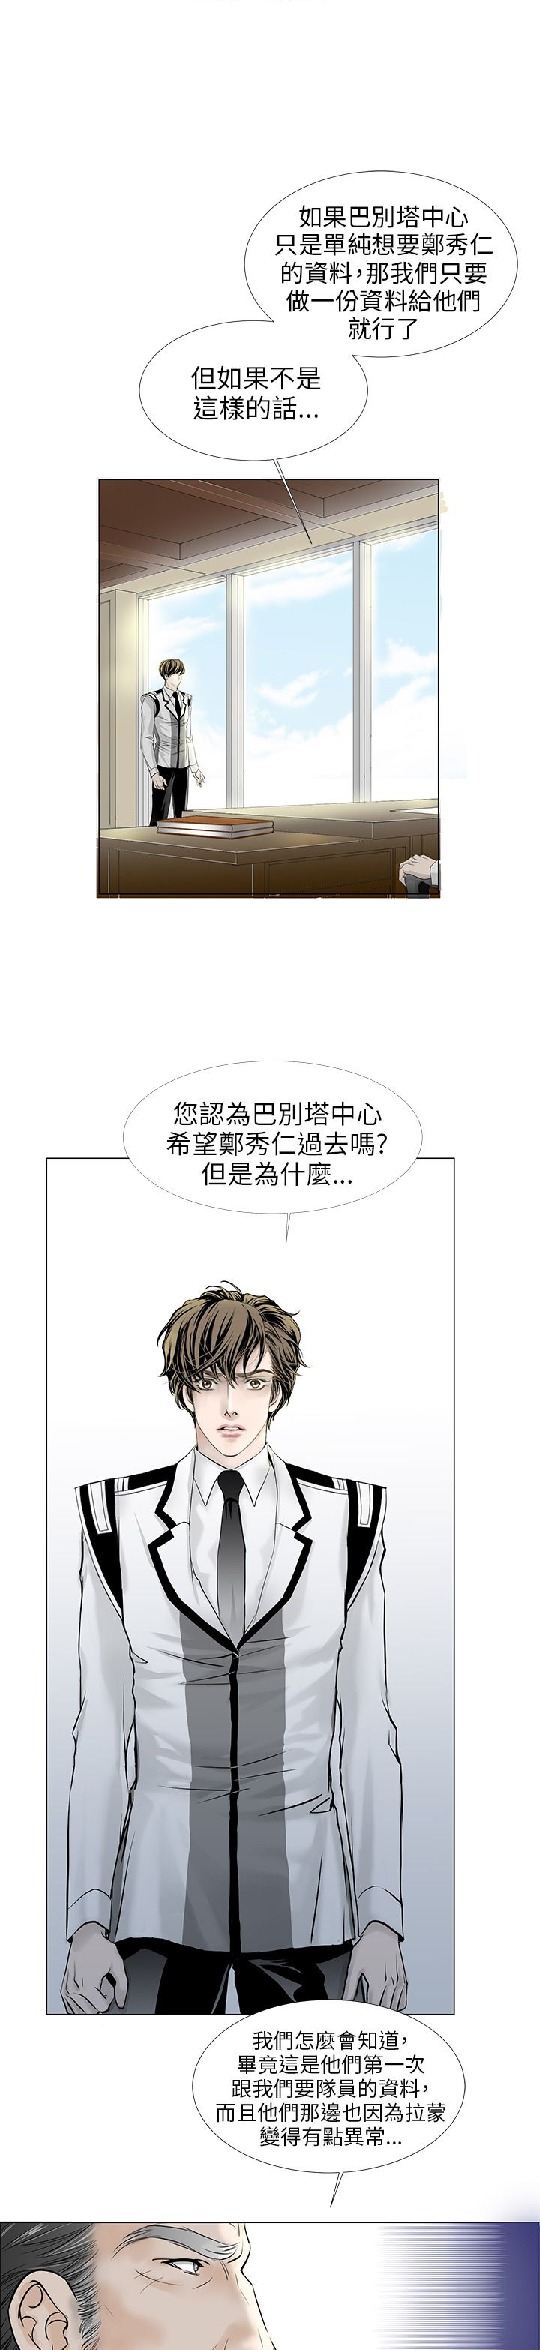 如果巴別塔中心
只是單純想要鄭秀仁
的資料，那我們只要
做一份資料給他們
就行了
但如果不是
這樣的話...
您認為巴別塔中心
希望鄭秀仁過去嗎？
但是為什麼...
我們怎麼會知道，
畢竟這是他們第一次
跟我們要隊員的資料，
而且他們那邊也因為拉蒙
變得有點異常...